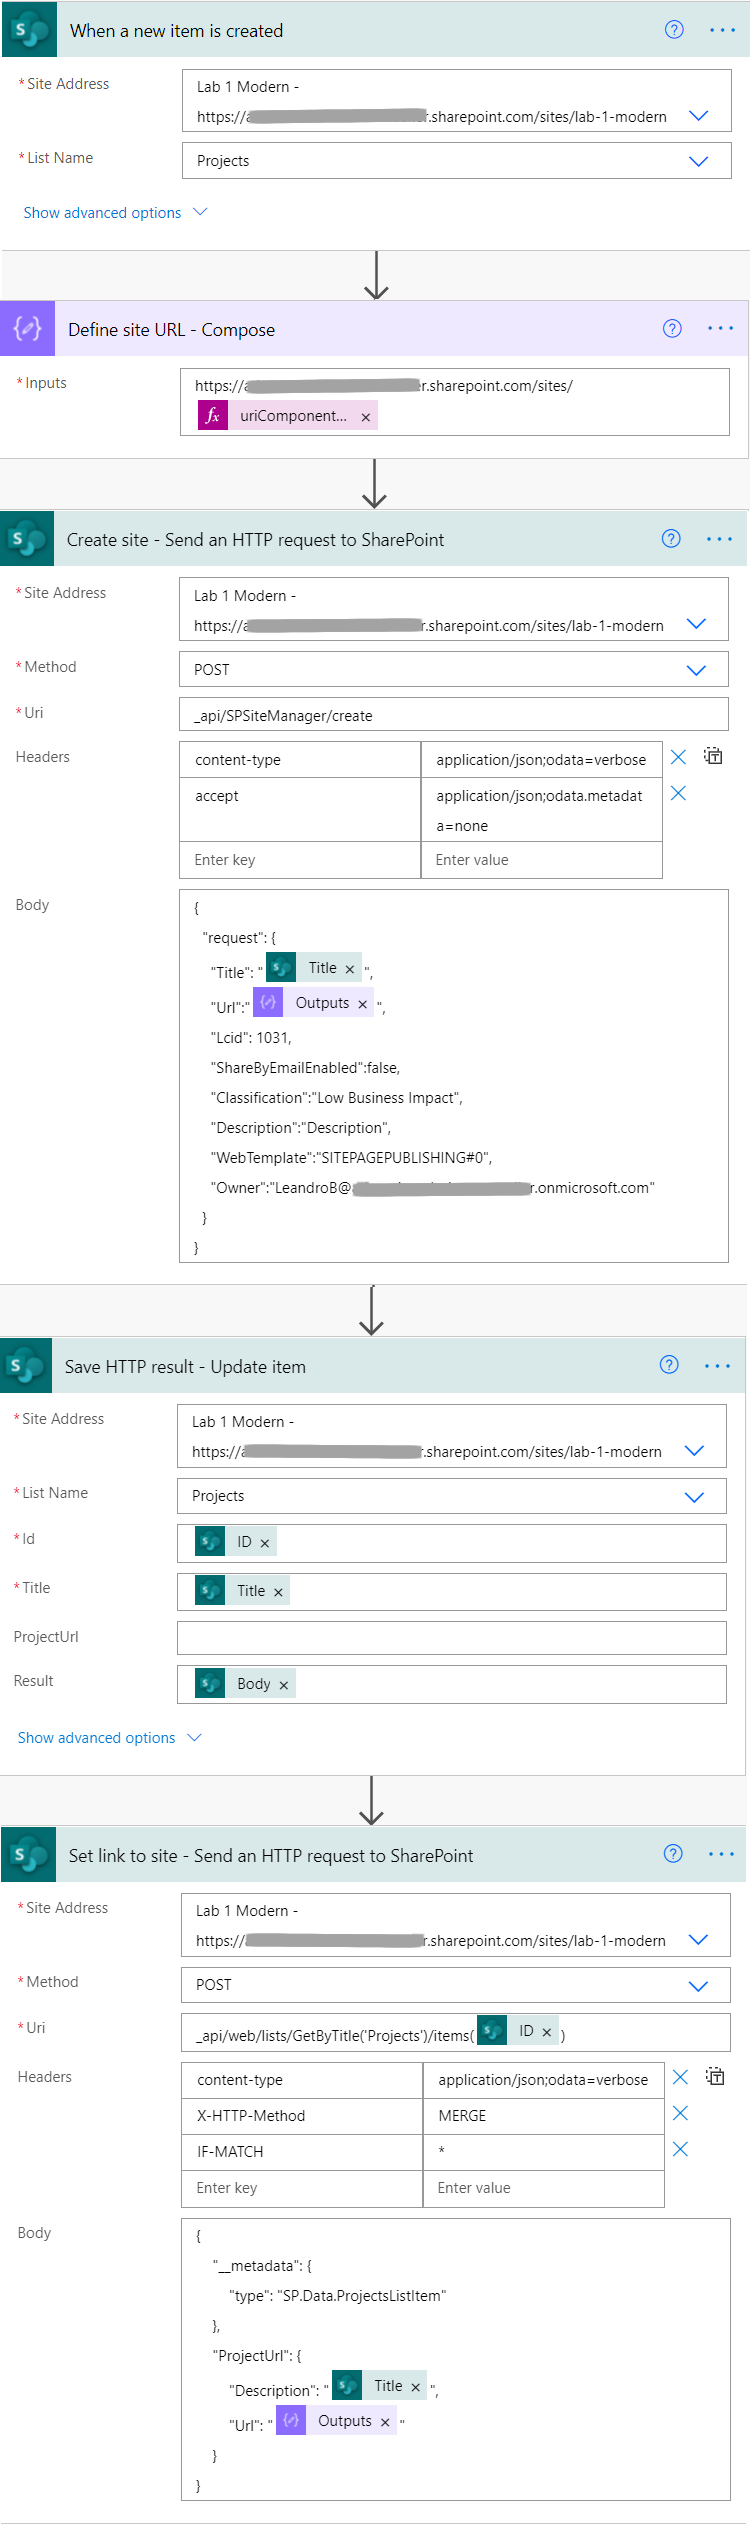 When a new item is created
* Site Address
Lab 1 Modern -
https:// .sharepoint.com/sites/lab-1-modern
* List Name
Projects
Show advanced options
Define site URL - Compose
* Inputs
https:// r.sharepoint.com/sites/
fx uriComponent... ×
Create site - Send an HTTP request to SharePoint
* Site Address
Lab 1 Modern -
https:// r.sharepoint.com/sites/lab-1-modern
* Method
POST
* Uri
_api/SPSiteManager/create
Headers
content-type application/json;odata=verbose
accept application/json;odata.metadat
a=none
Enter key Enter value
Body
{
"request": {
"Title": " Title × ",
"Url":" Outputs × ",
"Lcid": 1031,
"ShareByEmailEnabled":false,
"Classification":"Low Business Impact",
"Description":"Description",
"WebTemplate":"SITEPAGEPUBLISHING#0",
"Owner":"LeandroB@ r.onmicrosoft.com"
}
}
Save HTTP result - Update item
* Site Address
Lab 1 Modern -
https:// r.sharepoint.com/sites/lab-1-modern
* List Name
Projects
* Id
ID ×
* Title
Title ×
ProjectUrl
Result
Body ×
Show advanced options
Set link to site - Send an HTTP request to SharePoint
* Site Address
Lab 1 Modern -
https:// r.sharepoint.com/sites/lab-1-modern
* Method
POST
* Uri
_api/web/lists/GetByTitle('Projects')/items( ID × )
Headers
content-type application/json;odata=verbose
X-HTTP-Method MERGE
IF-MATCH *
Enter key Enter value
Body
{
"__metadata": {
"type": "SP.Data.ProjectsListItem"
},
"ProjectUrl": {
"Description": " Title × ",
"Url": " Outputs × "
}
}